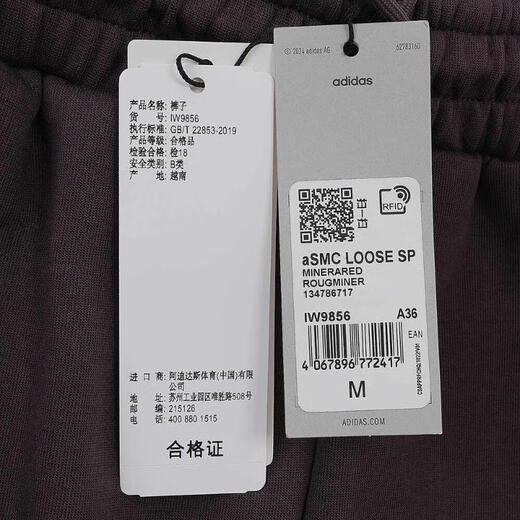 产品名称: 裤子
货 号: IW9856
执行标准: GB/T 22853-2019
产品等级: 合格品
检验合格: 检18
安全类别: B类
产 地: 越南
进 口 商: 阿迪达斯体育(中国)有限
公司
地 址: 苏州工业园区唯胜路508号
邮 编: 215126
电 话: 400 880 1515
合格证
© 2024 adidas AG
62783160
adidas
RFID
11-11
aSMC LOOSE SP
MINERARED
ROUGMINER
134786717
IW9856 A36
EAN
4 067896 772417
M
ADIDAS.COM